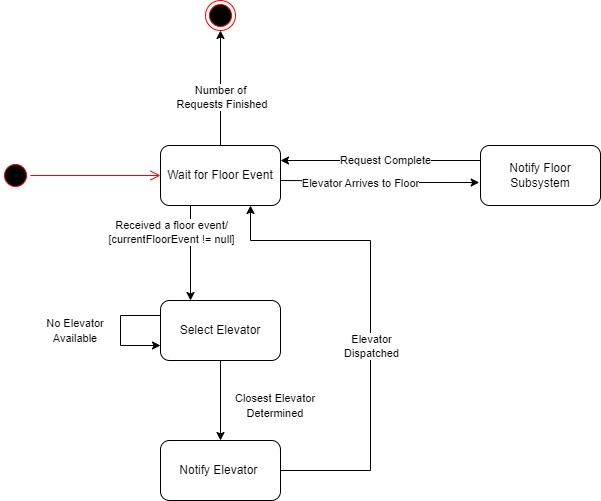 Number of
Requests Finished
Wait for Floor Event
Request Complete
Elevator Arrives to Floor
Notify Floor
Subsystem
Received a floor event/
[currentFloorEvent != null]
No Elevator
Available
Select Elevator
Elevator
Dispatched
Closest Elevator
Determined
Notify Elevator